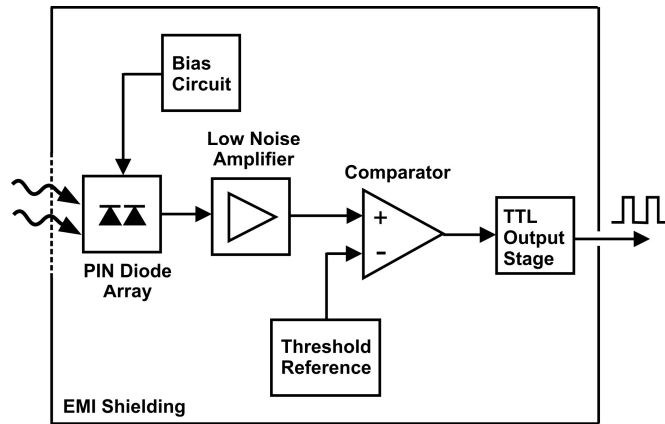 Bias
Circuit
Low Noise
Amplifier
Comparator
+
-
TTL
Output
Stage
PIN Diode
Array
Threshold
Reference
EMI Shielding